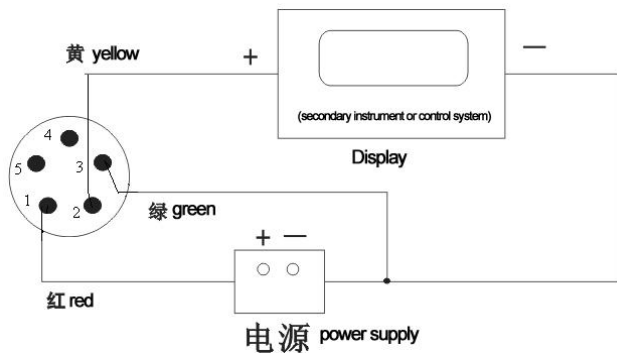 黄 yellow
+
—
(secondary instrument or control system)
Display
4
5
3
1
2
绿 green
+ —
红 red
电源 power supply